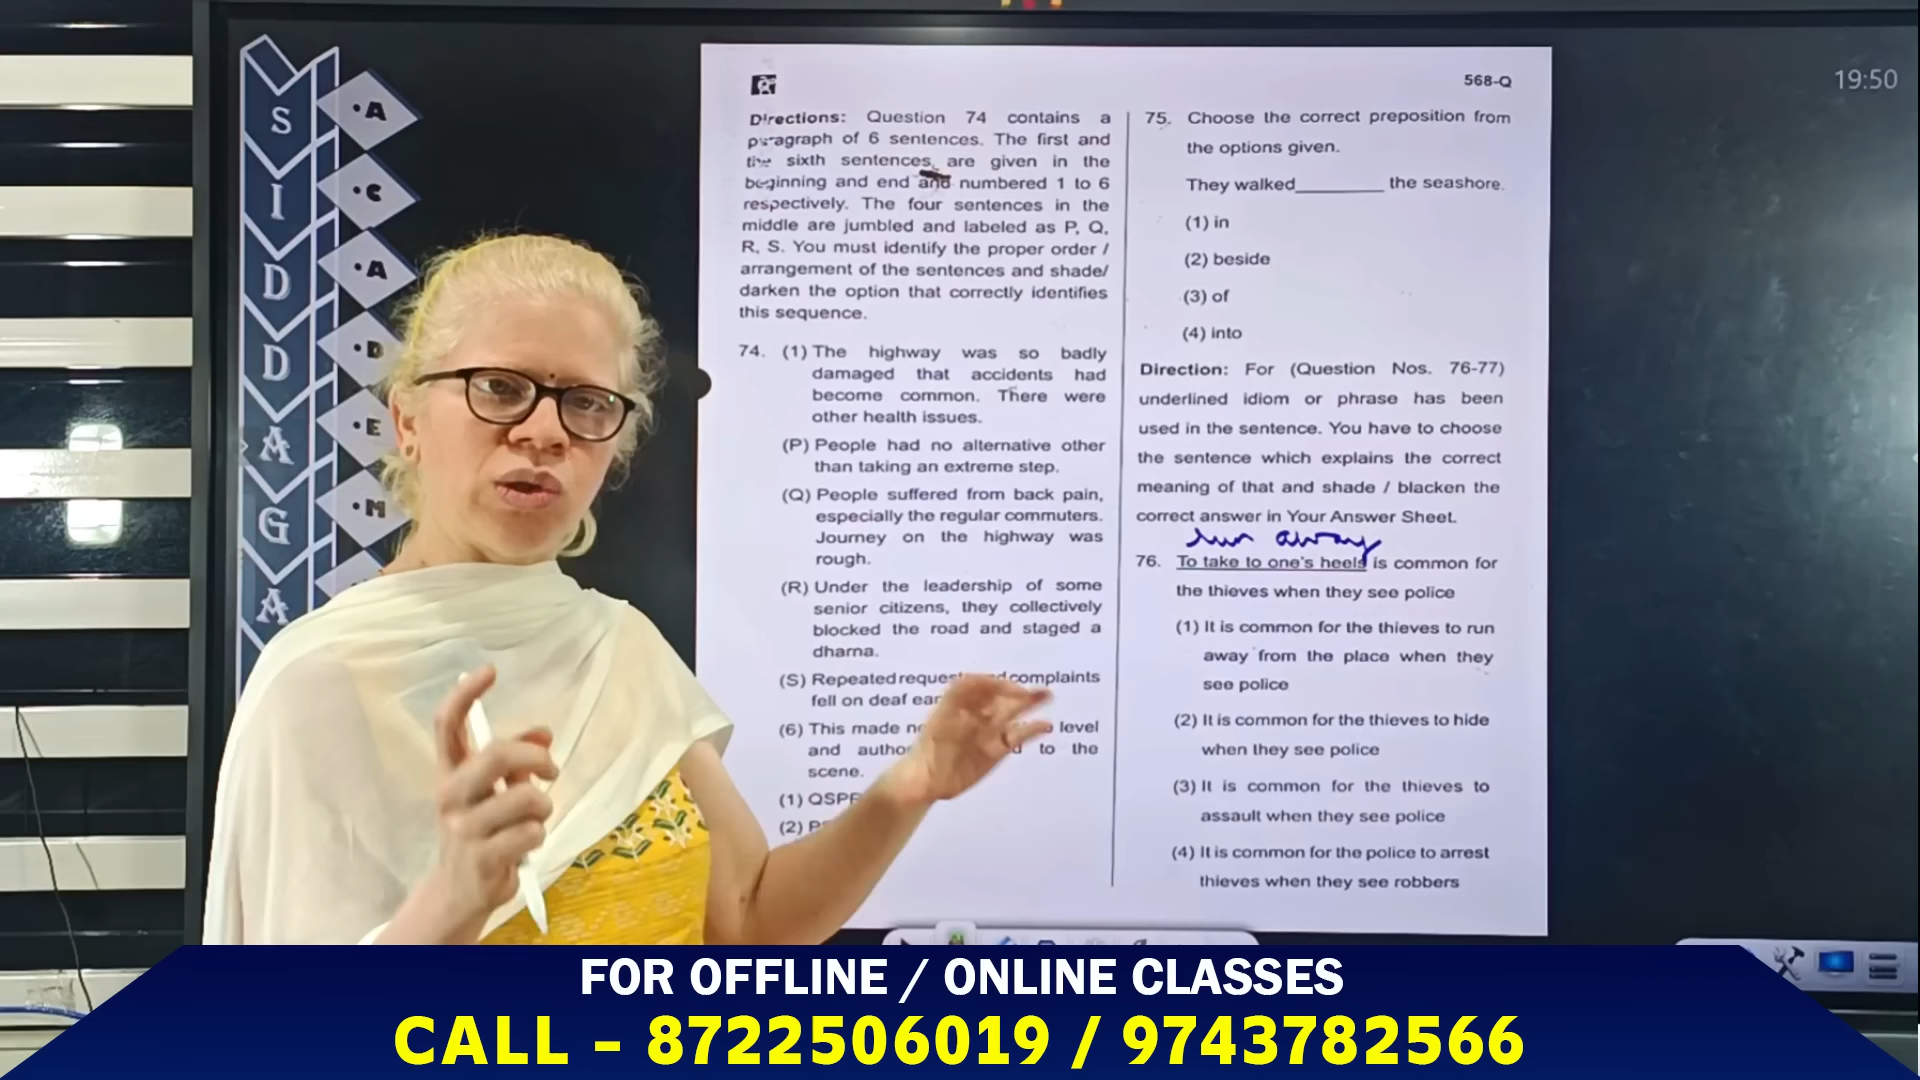 SIDDAGA
•A
•C
•A
•D
•E
•M
19:50
568-Q
Directions: Question 74 contains a
paragraph of 6 sentences. The first and
the sixth sentences are given in the
beginning and end and numbered 1 to 6
respectively. The four sentences in the
middle are jumbled and labeled as P, Q,
R, S. You must identify the proper order /
arrangement of the sentences and shade/
darken the option that correctly identifies
this sequence.
74. (1) The highway was so badly
damaged that accidents had
become common. There were
other health issues.
(P) People had no alternative other
than taking an extreme step.
(Q) People suffered from back pain,
especially the regular commuters.
Journey on the highway was
rough.
(R) Under the leadership of some
senior citizens, they collectively
blocked the road and staged a
dharna.
(S) Repeated complaints
fell on deaf
(6) This made level
and to the
scene.
(1)
(2)
75. Choose the correct preposition from
the options given.
They walked________ the seashore.
(1) in
(2) beside
(3) of
(4) into
Direction: For (Question Nos. 76-77)
underlined idiom or phrase has been
used in the sentence. You have to choose
the sentence which explains the correct
meaning of that and shade / blacken the
correct answer in Your Answer Sheet.
run away
76. To take to one's heels is common for
the thieves when they see police
(1) It is common for the thieves to run
away from the place when they
see police
(2) It is common for the thieves to hide
when they see police
(3) It is common for the thieves to
assault when they see police
(4) It is common for the police to arrest
thieves when they see robbers
FOR OFFLINE / ONLINE CLASSES
CALL – 8722506019 / 9743782566